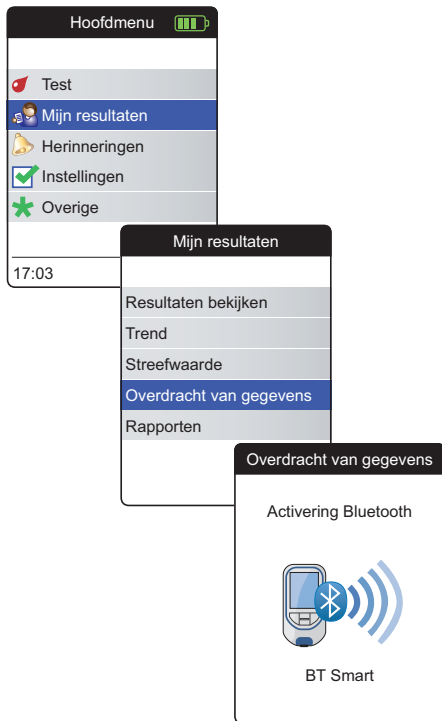 Hoofdmenu
Test
Mijn resultaten
Herinneringen
Instellingen
Overige
17:03
Mijn resultaten
Resultaten bekijken
Trend
Streefwaarde
Overdracht van gegevens
Rapporten
Overdracht van gegevens
Activering Bluetooth
BT Smart